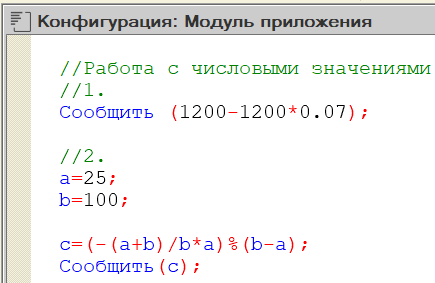 Конфигурация: Модуль приложения
//Работа с числовыми значениями
//1.
Сообщить (1200-1200*0.07);
//2.
a=25;
b=100;
c=(-(a+b)/b*a)%(b-a);
Сообщить(c);